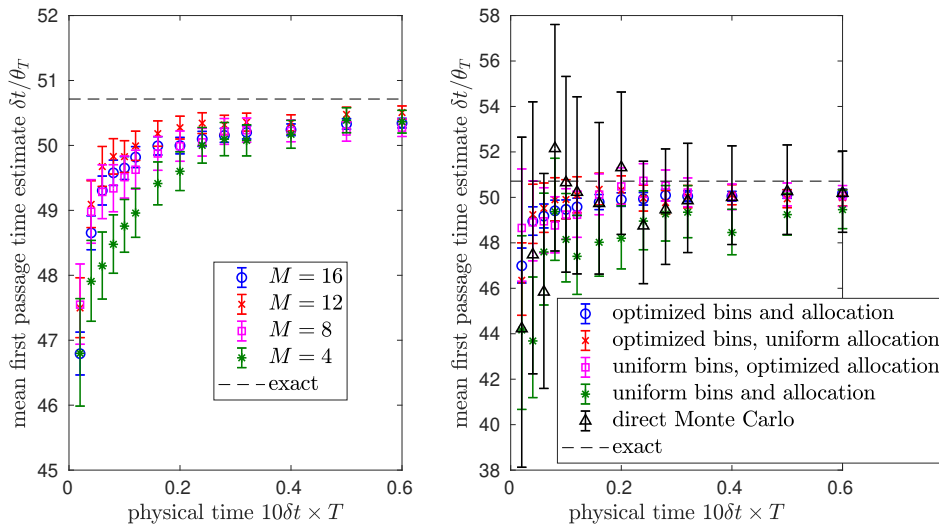 52
51
50
49
48
47
46
45
0
0.2
0.4
0.6
mean first passage time estimate δt/θ_T
physical time 10δt × T
M = 16
M = 12
M = 8
M = 4
exact
58
56
54
52
50
48
46
44
42
40
38
0
0.2
0.4
0.6
mean first passage time estimate δt/θ_T
physical time 10δt × T
optimized bins and allocation
optimized bins, uniform allocation
uniform bins, optimized allocation
uniform bins and allocation
direct Monte Carlo
exact